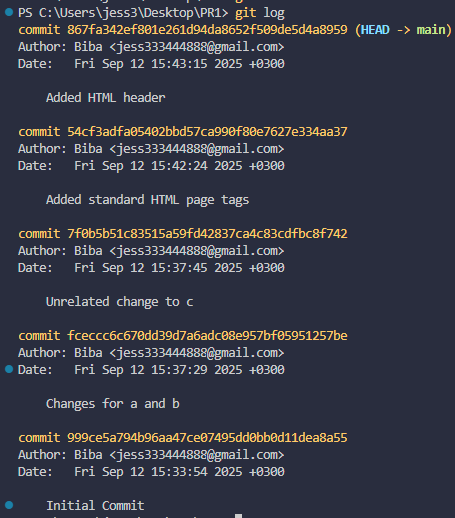 PS C:\Users\jess3\Desktop\PR1> git log
commit 867fa342ef801e261d94da8652f509de5d4a8959 (HEAD -> main)
Author: Biba <jess333444888@gmail.com>
Date:   Fri Sep 12 15:43:15 2025 +0300
Added HTML header
commit 54cf3adfa05402bbd57ca990f80e7627e334aa37
Author: Biba <jess333444888@gmail.com>
Date:   Fri Sep 12 15:42:24 2025 +0300
Added standard HTML page tags
commit 7f0b5b51c83515a59fd42837ca4c83cdfbc8f742
Author: Biba <jess333444888@gmail.com>
Date:   Fri Sep 12 15:37:45 2025 +0300
Unrelated change to c
commit fceccc6c670dd39d7a6adc08e957bf05951257be
Author: Biba <jess333444888@gmail.com>
Date:   Fri Sep 12 15:37:29 2025 +0300
Changes for a and b
commit 999ce5a794b96aa47ce07495dd0bb0d11dea8a55
Author: Biba <jess333444888@gmail.com>
Date:   Fri Sep 12 15:33:54 2025 +0300
Initial Commit